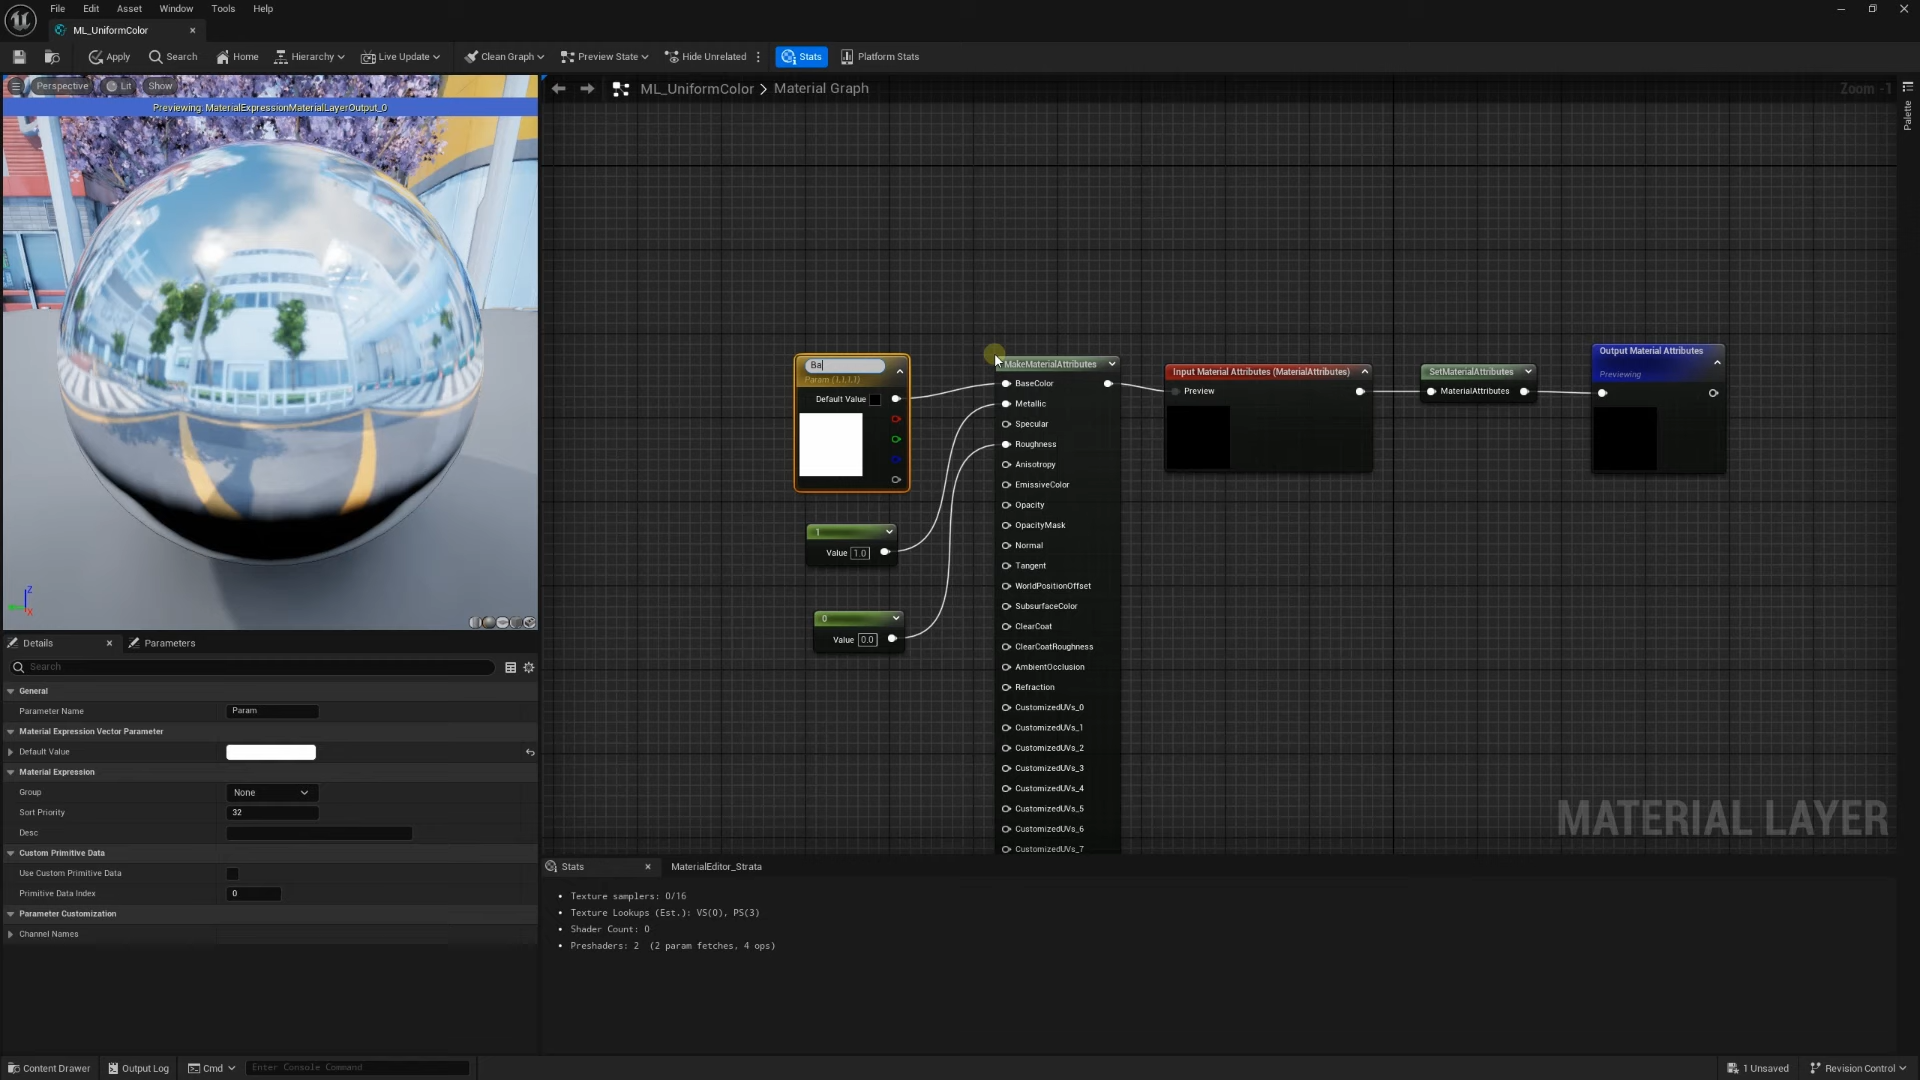 File Edit Asset Window Tools Help
ML_UniformColor
Apply Search Home Hierarchy Live Update Clean Graph Preview State Hide Unrelated Stats Platform Stats
Perspective Lit Show
Previewing: MaterialExpressionMaterialLayerOutput_0
ML_UniformColor > Material Graph
Zoom -1
Palette
Ba
Param (1,1,1,1)
Default Value
1
Value 1.0
0
Value 0.0
MakeMaterialAttributes
BaseColor
Metallic
Specular
Roughness
Anisotropy
EmissiveColor
Opacity
OpacityMask
Normal
Tangent
WorldPositionOffset
SubsurfaceColor
ClearCoat
ClearCoatRoughness
AmbientOcclusion
Refraction
CustomizedUVs_0
CustomizedUVs_1
CustomizedUVs_2
CustomizedUVs_3
CustomizedUVs_4
CustomizedUVs_5
CustomizedUVs_6
CustomizedUVs_7
Input Material Attributes (MaterialAttributes)
Preview
SetMaterialAttributes
MaterialAttributes
Output Material Attributes
Previewing
MATERIAL LAYER
Z
X
Details Parameters
Search
General
Parameter Name Param
Material Expression Vector Parameter
Default Value
Material Expression
Group None
Sort Priority 32
Desc
Custom Primitive Data
Use Custom Primitive Data
Primitive Data Index 0
Parameter Customization
Channel Names
Stats MaterialEditor_Strata
Texture samplers: 0/16
Texture Lookups (Est.): VS(0), PS(3)
Shader Count: 0
Preshaders: 2 (2 param fetches, 4 ops)
Content Drawer Output Log Cmd Enter Console Command 1 Unsaved Revision Control